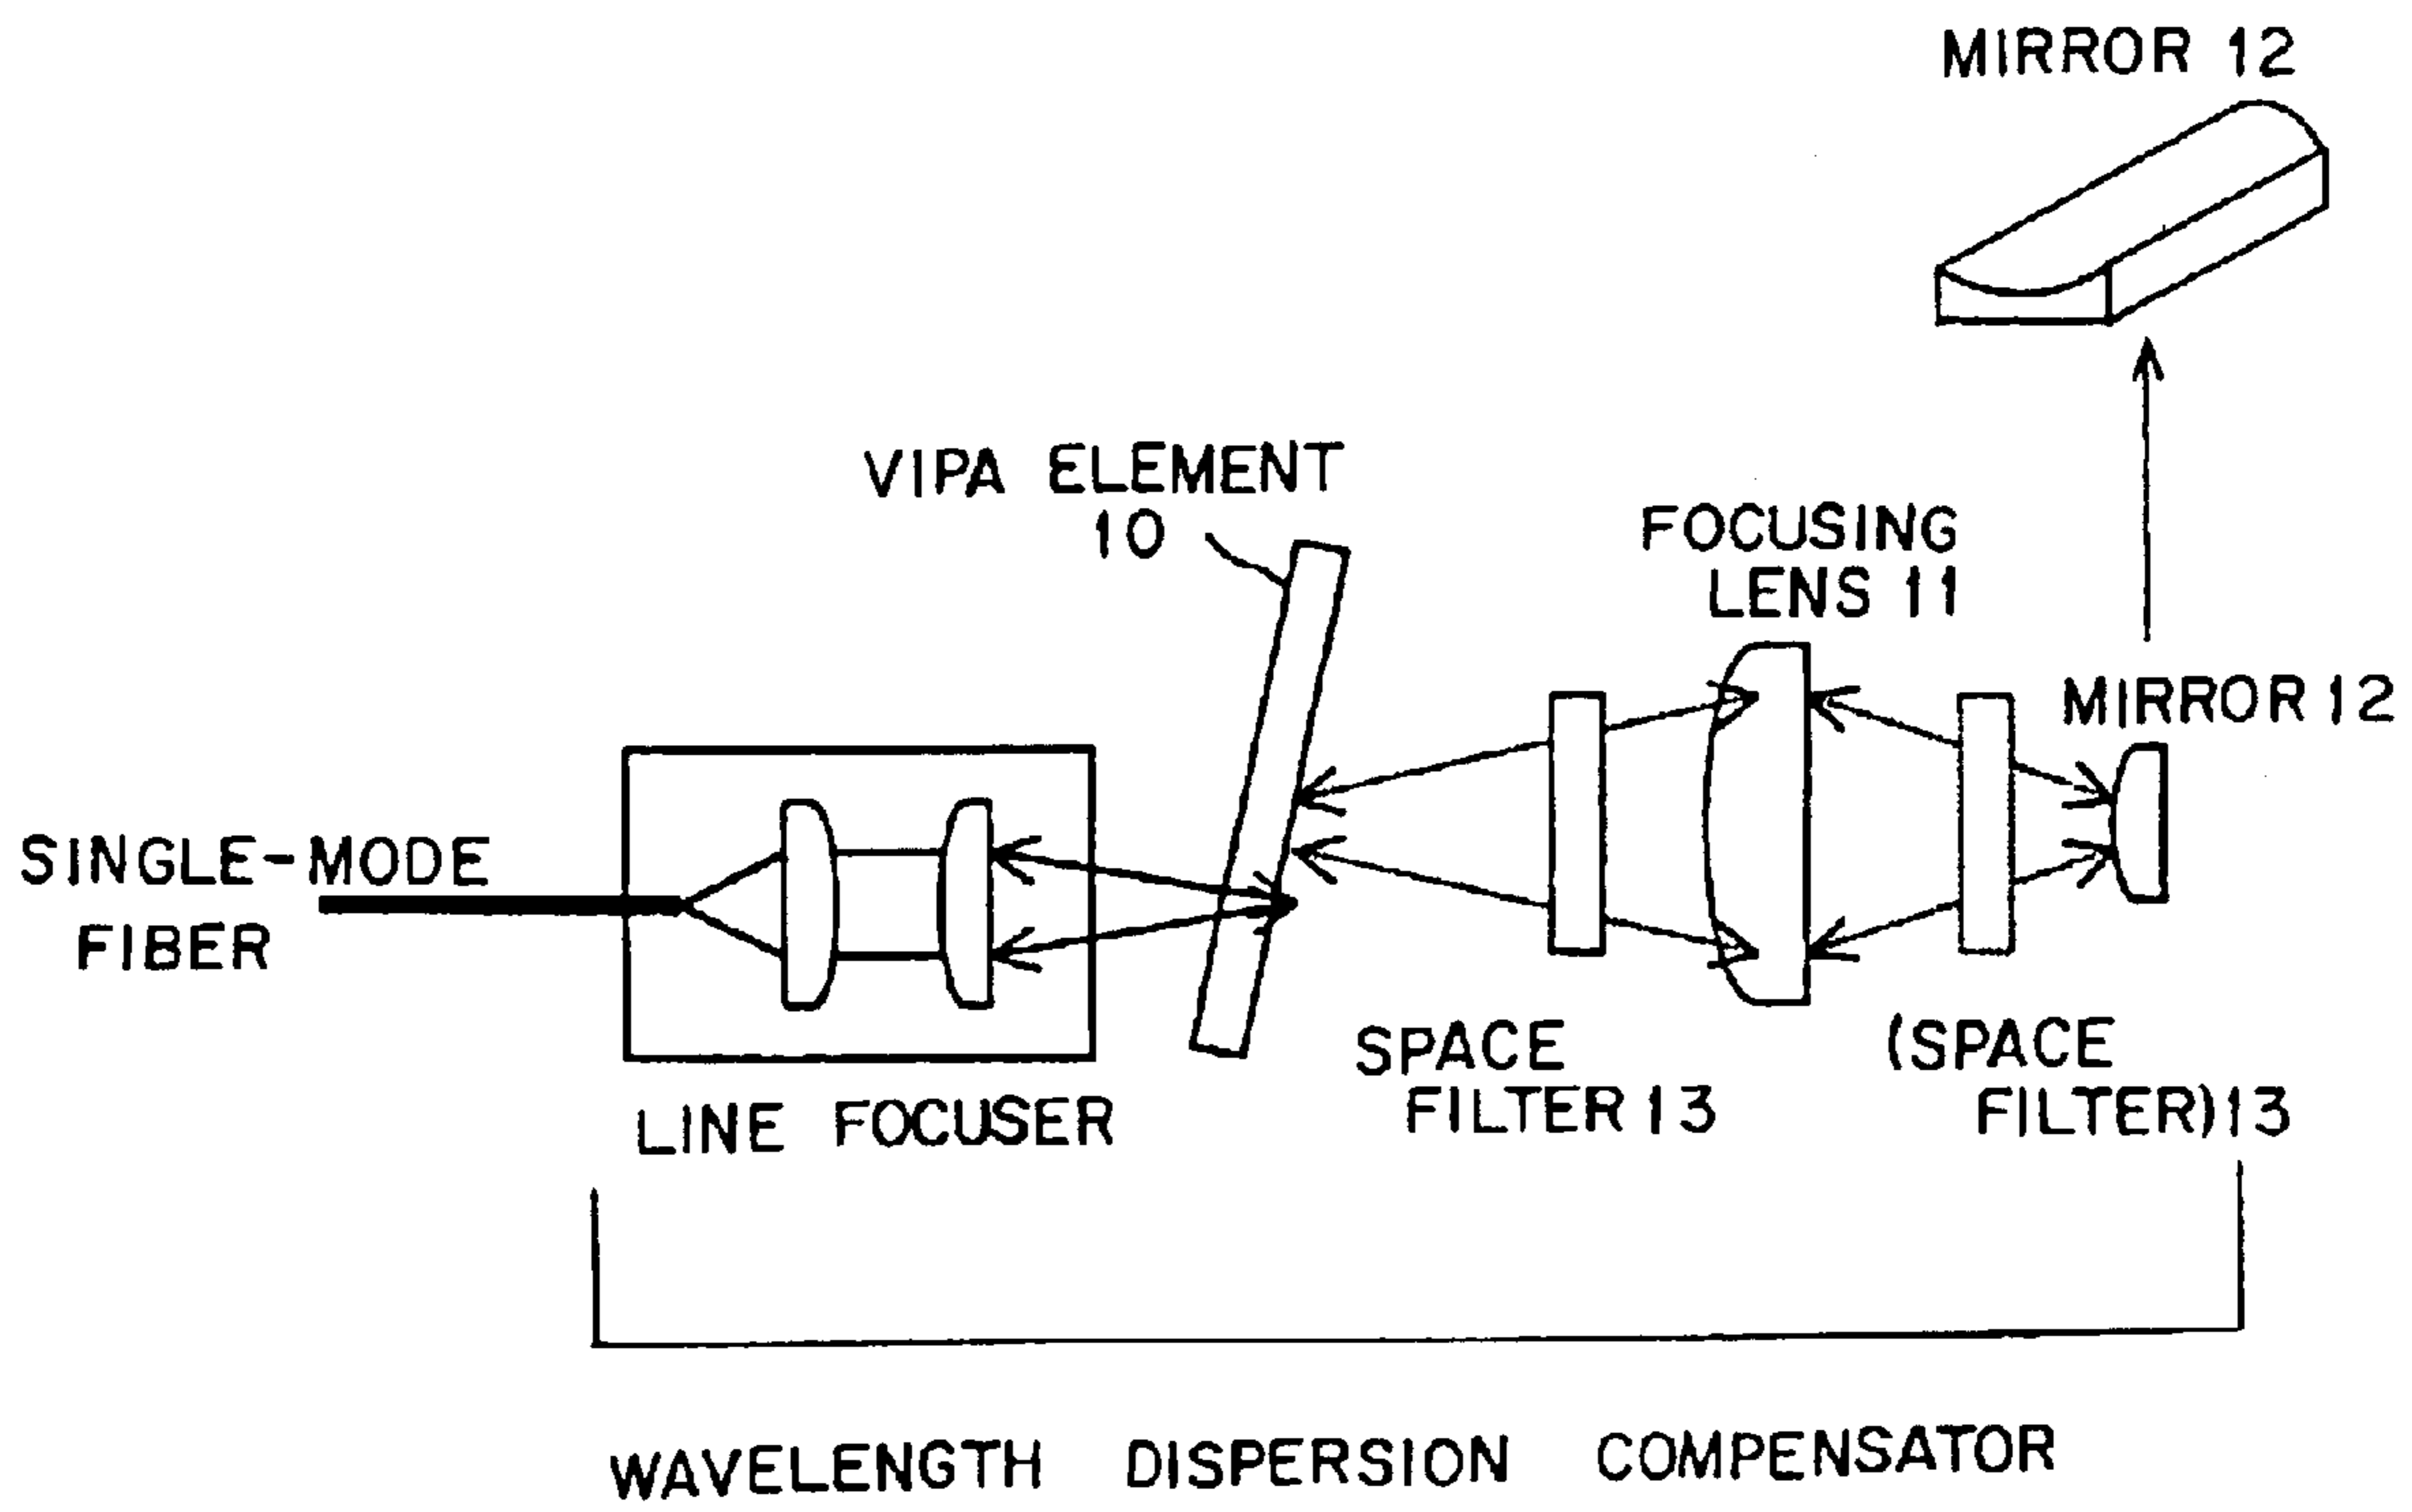 MIRROR 12
VIPA ELEMENT
10
FOCUSING
LENS 11
MIRROR 12
SINGLE-MODE
FIBER
SPACE
FILTER 13
(SPACE
FILTER) 13
LINE FOCUSER
WAVELENGTH DISPERSION COMPENSATOR